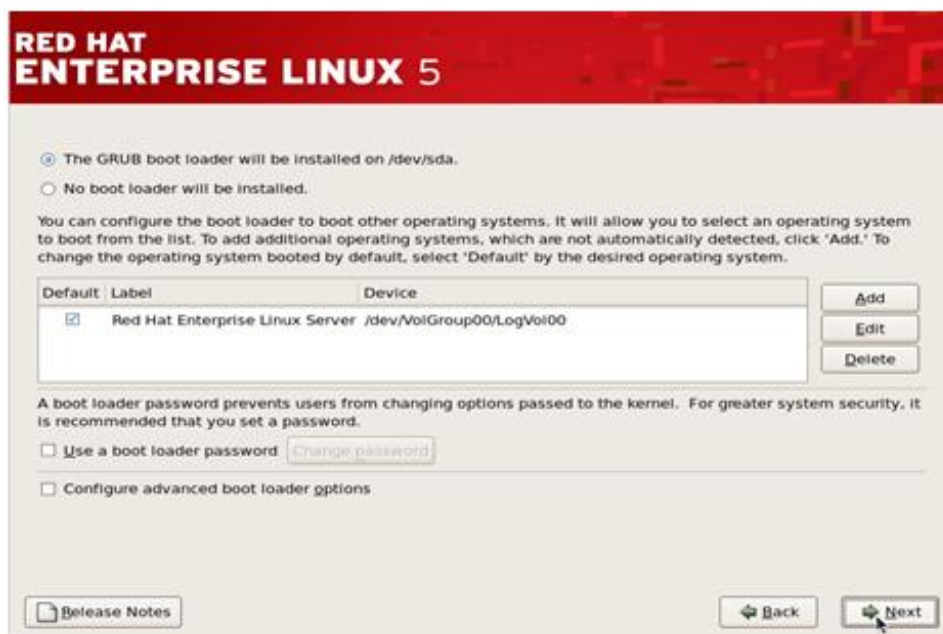 RED HAT
ENTERPRISE LINUX 5
The GRUB boot loader will be installed on /dev/sda.
No boot loader will be installed.
You can configure the boot loader to boot other operating systems. It will allow you to select an operating system
to boot from the list. To add additional operating systems, which are not automatically detected, click 'Add.' To
change the operating system booted by default, select 'Default' by the desired operating system.
Default Label Device
Red Hat Enterprise Linux Server /dev/VolGroup00/LogVol00
Add
Edit
Delete
A boot loader password prevents users from changing options passed to the kernel. For greater system security, it
is recommended that you set a password.
Use a boot loader password Change password
Configure advanced boot loader options
Release Notes Back Next